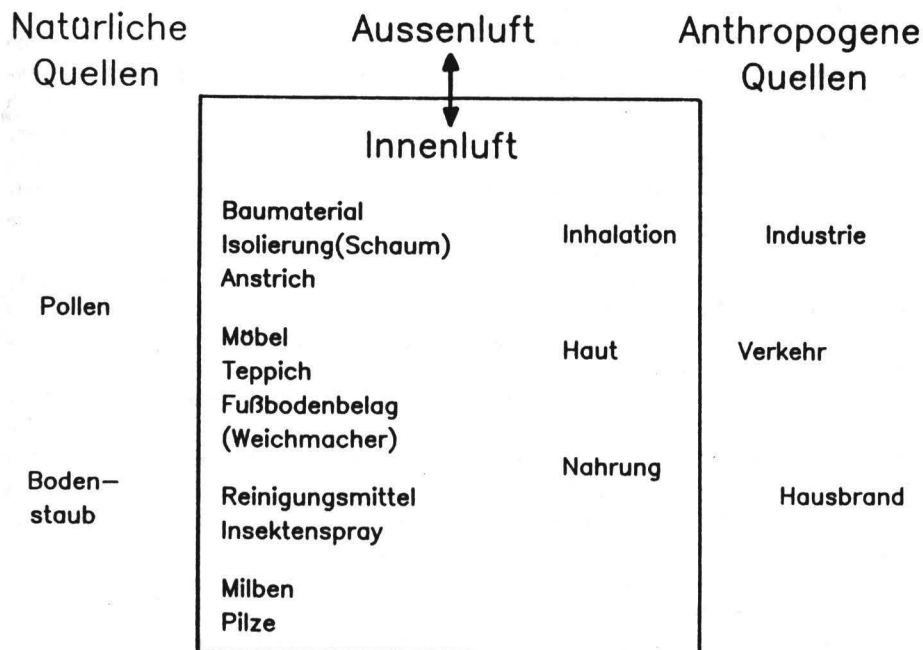 Natürliche
Quellen
Aussenluft
Anthropogene
Quellen
Innenluft
Baumaterial
Isolierung(Schaum)
Anstrich
Möbel
Teppich
Fußbodenbelag
(Weichmacher)
Reinigungsmittel
Insektenspray
Milben
Pilze
Inhalation
Haut
Nahrung
Pollen
Boden—
staub
Industrie
Verkehr
Hausbrand